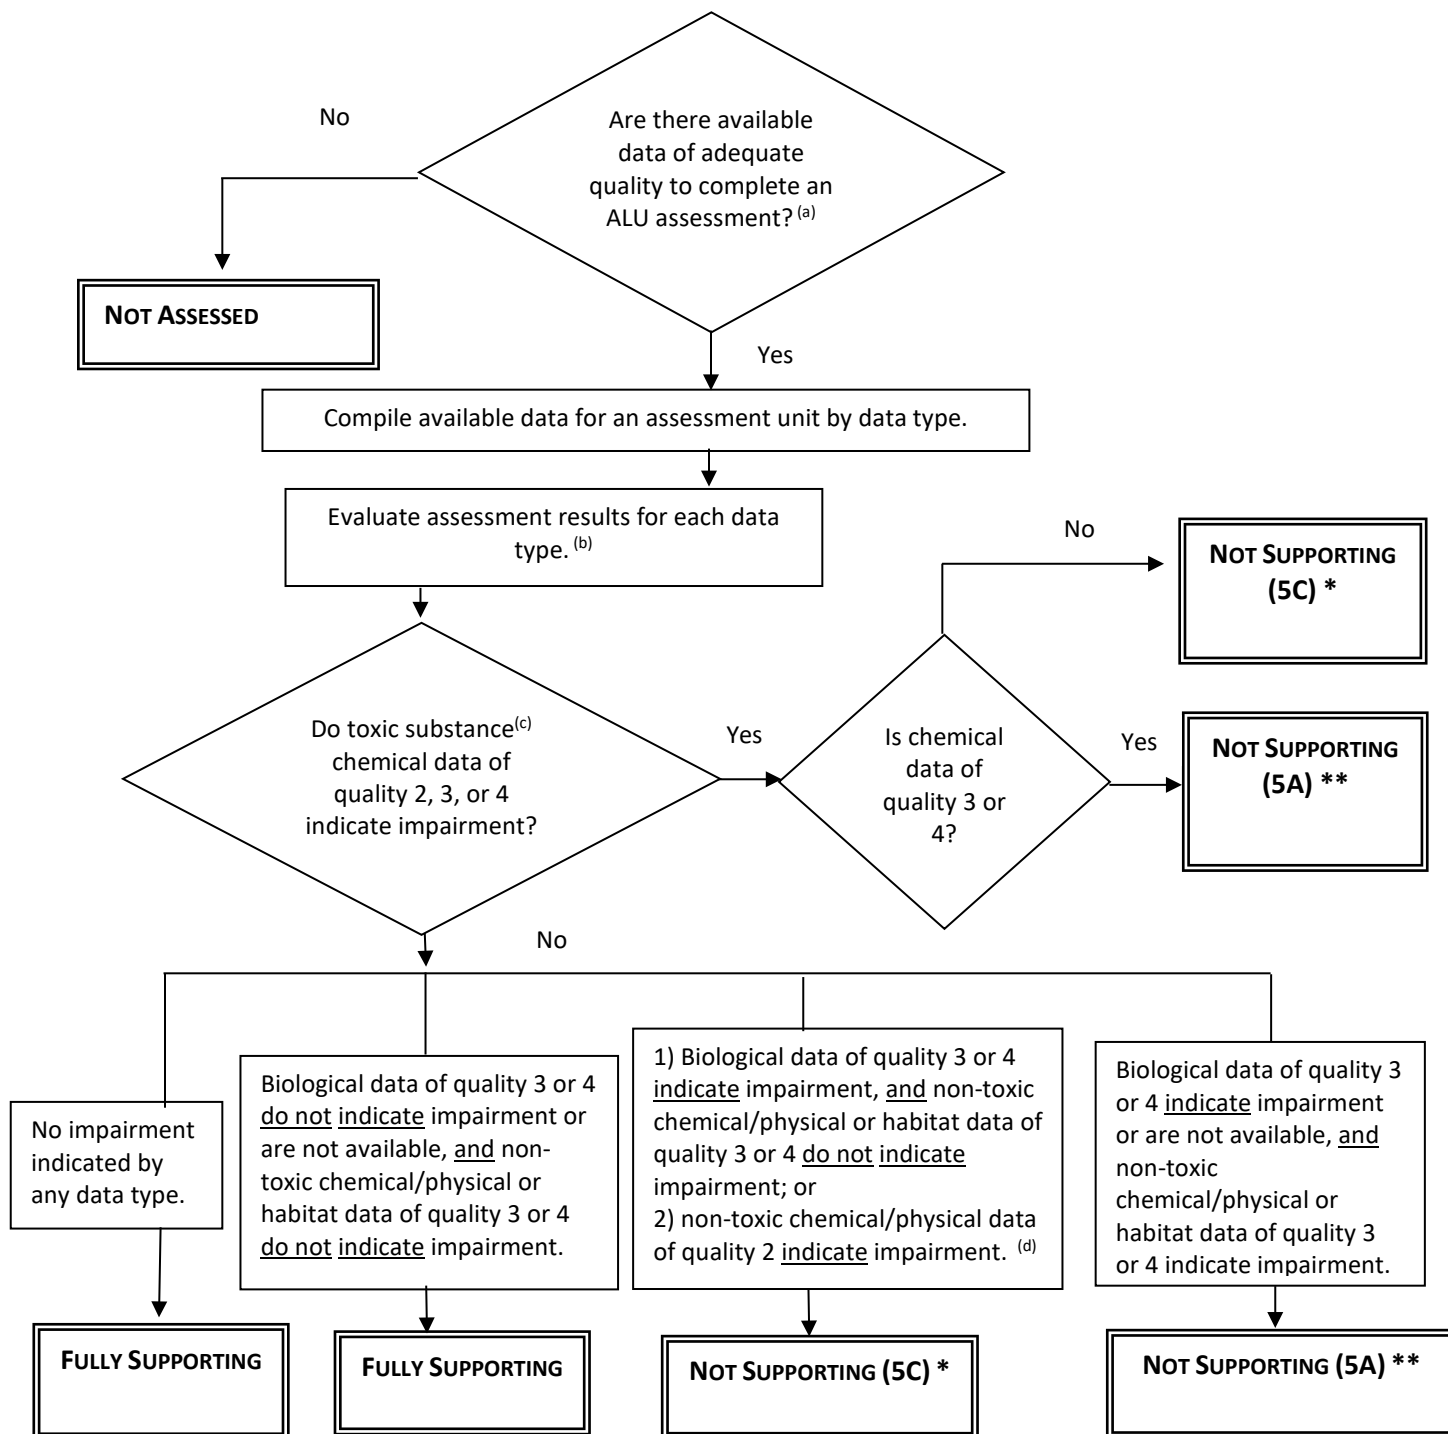 No
Are there available
data of adequate
quality to complete an
ALU assessment? (a)
NOT ASSESSED
Yes
Compile available data for an assessment unit by data type.
Evaluate assessment results for each data
type. (b)
No
NOT SUPPORTING
(5C) *
Do toxic substance(c)
chemical data of
quality 2, 3, or 4
indicate impairment?
Yes
Is chemical
data of
quality 3 or
4?
Yes
NOT SUPPORTING
(5A) **
No
No impairment
indicated by
any data type.
Biological data of quality 3 or 4
do not indicate impairment or
are not available, and non-
toxic chemical/physical or
habitat data of quality 3 or 4
do not indicate impairment.
1) Biological data of quality 3 or 4
indicate impairment, and non-toxic
chemical/physical or habitat data of
quality 3 or 4 do not indicate
impairment; or
2) non-toxic chemical/physical data
of quality 2 indicate impairment. (d)
Biological data of quality 3
or 4 indicate impairment
or are not available, and
non-toxic
chemical/physical or
habitat data of quality 3
or 4 indicate impairment.
FULLY SUPPORTING
FULLY SUPPORTING
NOT SUPPORTING (5C) *
NOT SUPPORTING (5A) **